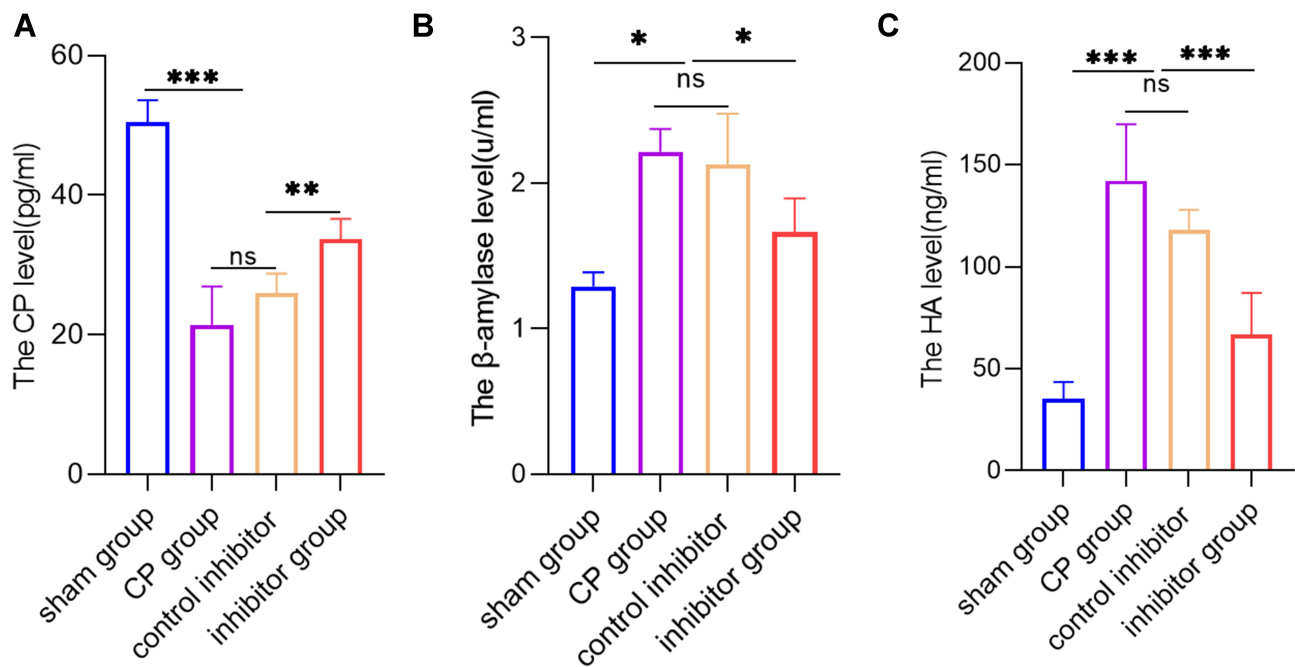 A
The CP level(pg/ml)
60
40
20
0
***
ns
**
sham group
CP group
control inhibitor
inhibitor group
B
The β-amylase level(u/ml)
3
2
1
0
*
*
ns
sham group
CP group
control inhibitor
inhibitor group
C
The HA level(ng/ml)
200
150
100
50
0
***
***
ns
sham group
CP group
control inhibitor
inhibitor group